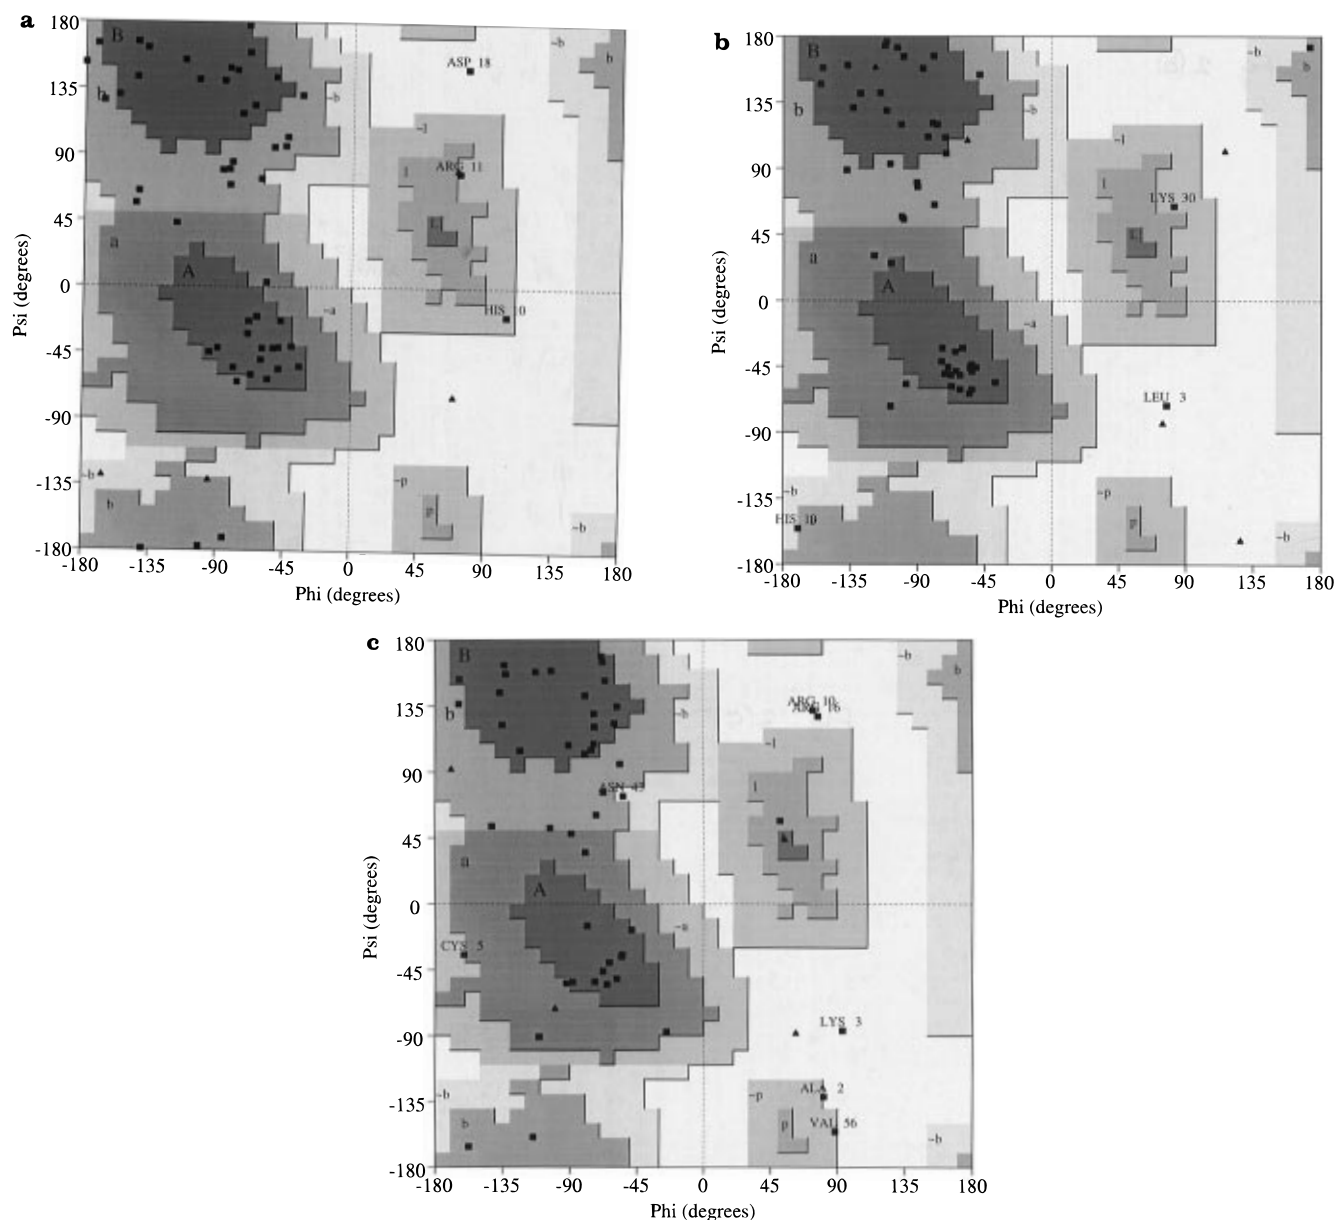 a
180
135
90
45
0
-45
-90
-135
-180
-180
-135
-90
-45
0
45
90
135
180
Psi (degrees)
Phi (degrees)
B
b
a
A
~b
~b
b
ASP 18
~l
l
ARG 11
L
~a
HIS 10
~b
b
~p
p
~b
b
180
135
90
45
0
-45
-90
-135
-180
-180
-135
-90
-45
0
45
90
135
180
Psi (degrees)
Phi (degrees)
B
b
a
A
~b
~b
b
~l
l
LYS 30
~a
LEU 3
~b
HIS 10
~p
p
~b
c
180
135
90
45
0
-45
-90
-135
-180
-180
-135
-90
-45
0
45
90
135
180
Psi (degrees)
Phi (degrees)
B
b
a
A
~b
~b
b
ARG 10
~l
l
ASN 43
~a
CYS 5
LYS 3
~b
b
ALA 2
~p
p
VAL 56
~b